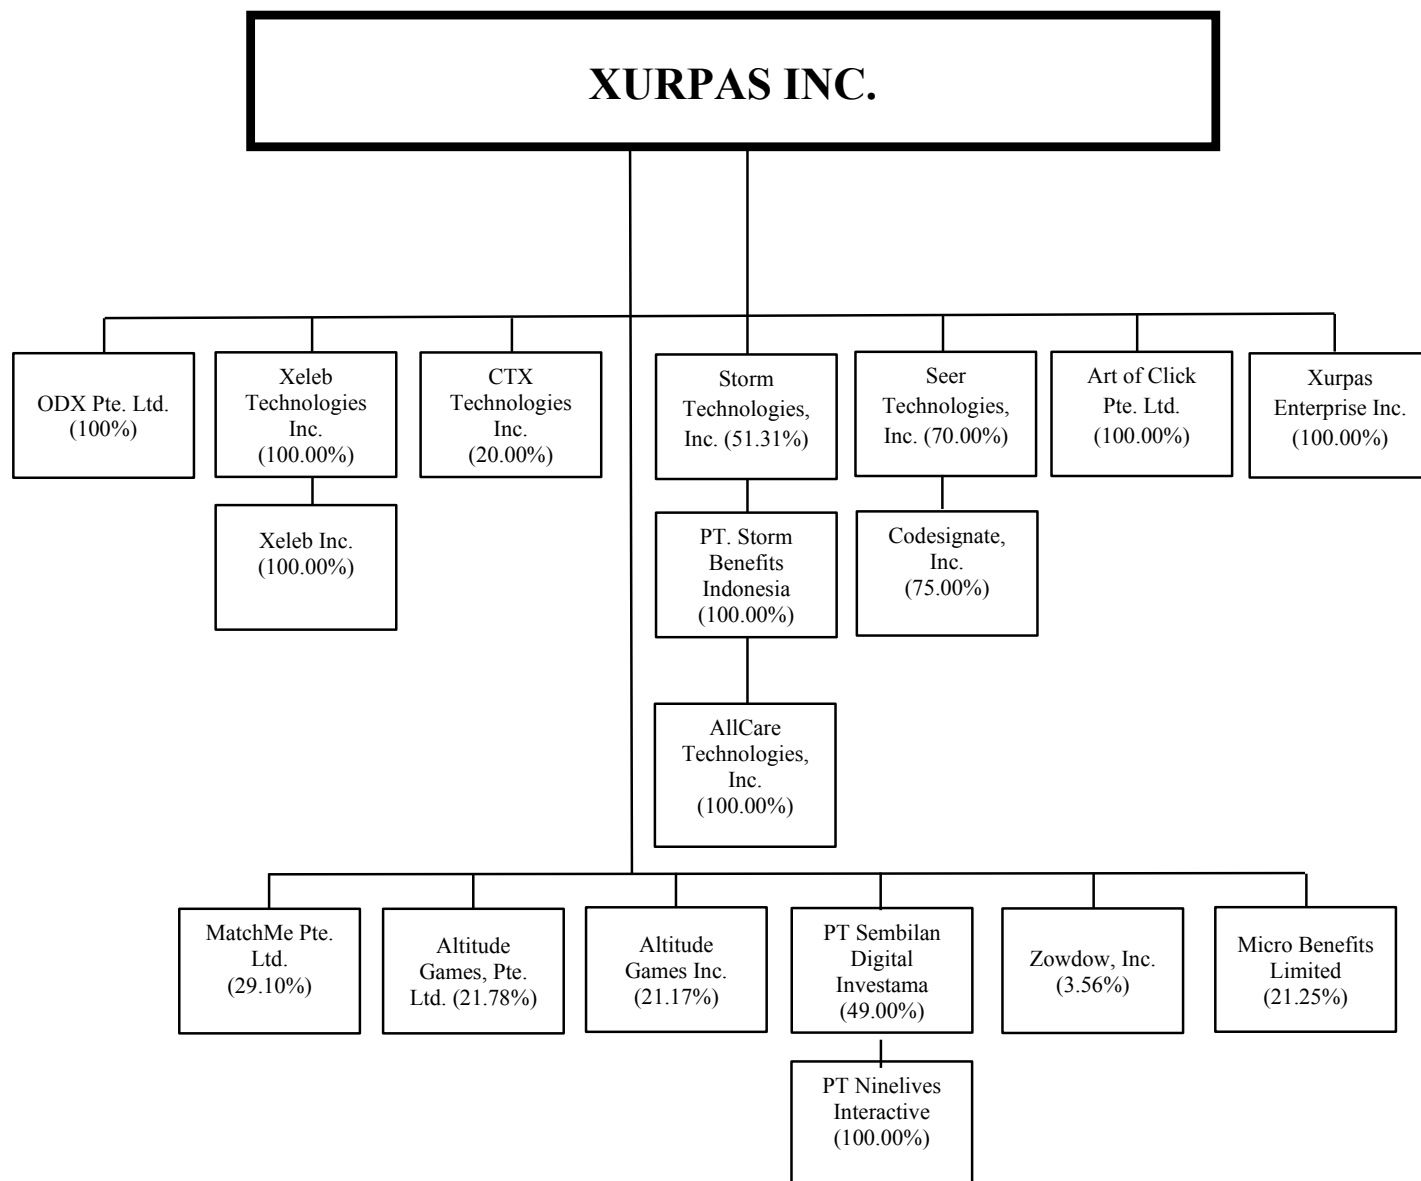 XURPAS INC.
ODX Pte. Ltd.
(100%)
Xeleb
Technologies
Inc.
(100.00%)
CTX
Technologies
Inc.
(20.00%)
Storm
Technologies,
Inc. (51.31%)
Seer
Technologies,
Inc. (70.00%)
Art of Click
Pte. Ltd.
(100.00%)
Xurpas
Enterprise Inc.
(100.00%)
Xeleb Inc.
(100.00%)
PT. Storm
Benefits
Indonesia
(100.00%)
Codesignate,
Inc.
(75.00%)
AllCare
Technologies,
Inc.
(100.00%)
MatchMe Pte.
Ltd.
(29.10%)
Altitude
Games, Pte.
Ltd. (21.78%)
Altitude
Games Inc.
(21.17%)
PT Sembilan
Digital
Investama
(49.00%)
Zowdow, Inc.
(3.56%)
Micro Benefits
Limited
(21.25%)
PT Ninelives
Interactive
(100.00%)